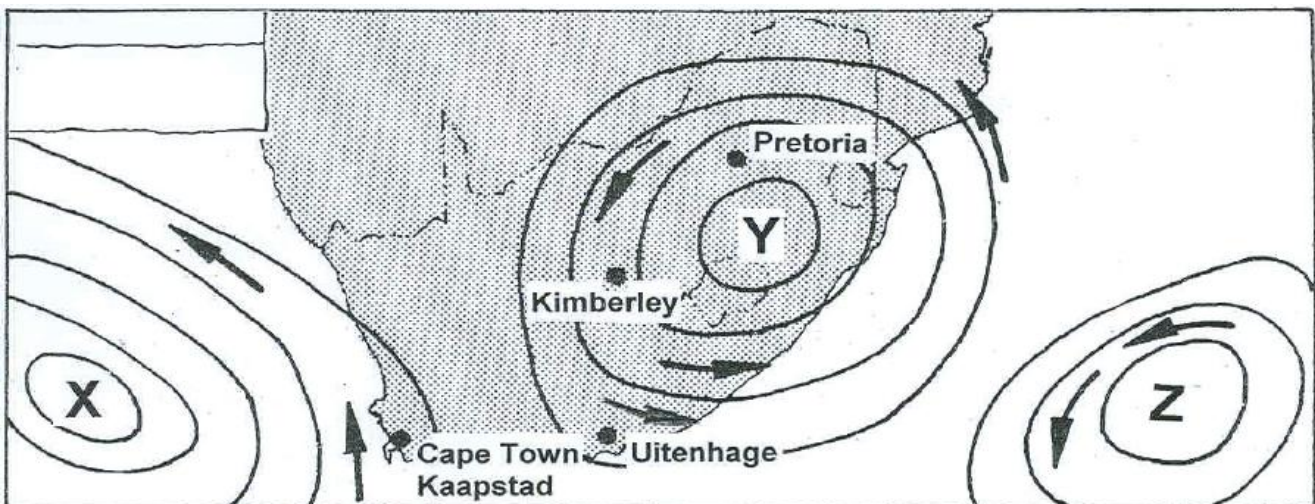 Pretoria
Y
Kimberley
X
Z
Cape Town
Kaapstad
Uitenhage